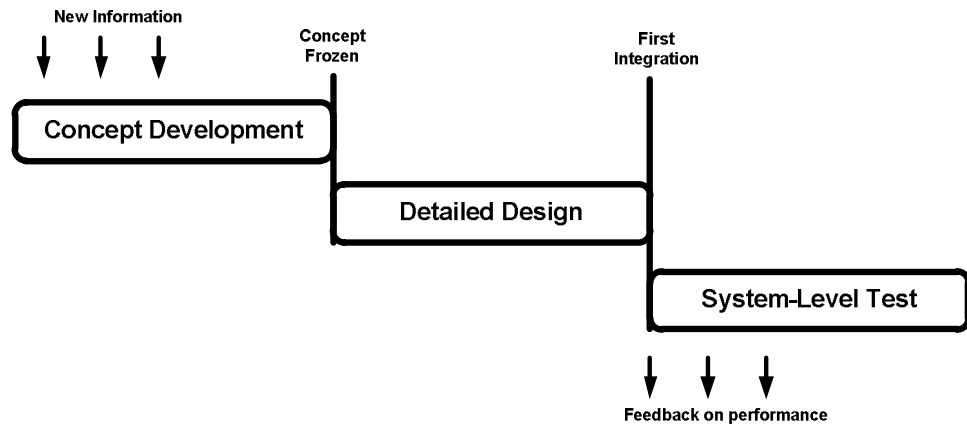 New Information
Concept
Frozen
First
Integration
Concept Development
Detailed Design
System-Level Test
Feedback on performance